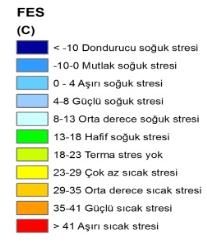 FES
(C)
< -10 Dondurucu soğuk stresi
-10-0 Mutlak soğuk stresi
0 - 4 Aşırı soğuk stresi
4-8 Güçlü soğuk stresi
8-13 Orta derece soğuk stresi
13-18 Hafif soğuk stresi
18-23 Terma stres yok
23-29 Çok az sıcak stresi
29-35 Orta derece sıcak stresi
35-41 Güçlü sıcak stresi
> 41 Aşırı sıcak stresi